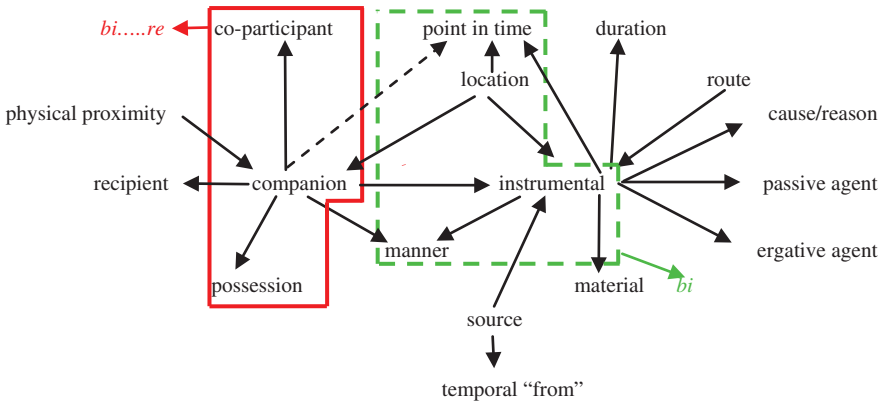 bi.....re
co-participant
point in time
duration
location
route
physical proximity
cause/reason
recipient
companion
instrumental
passive agent
manner
ergative agent
possession
material
bi
source
temporal “from”